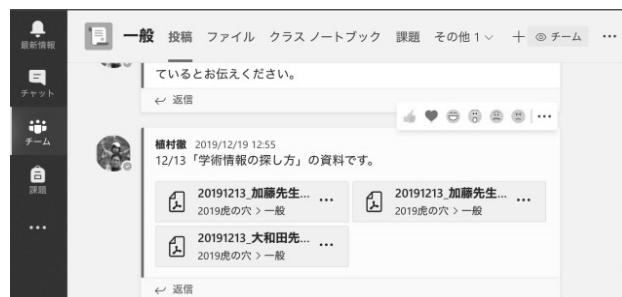 最新情報
チャット
チーム
課題
一般 投稿 ファイル クラス ノートブック 課題 その他 1 チーム ...
ているとお伝えください。
返信
植村徹 2019/12/19 12:55
12/13「学術情報の探し方」の資料です。
20191213_加藤先生... ...
2019虎の穴 > 一般
20191213_加藤先生... ...
2019虎の穴 > 一般
20191213_大和田先... ...
2019虎の穴 > 一般
返信